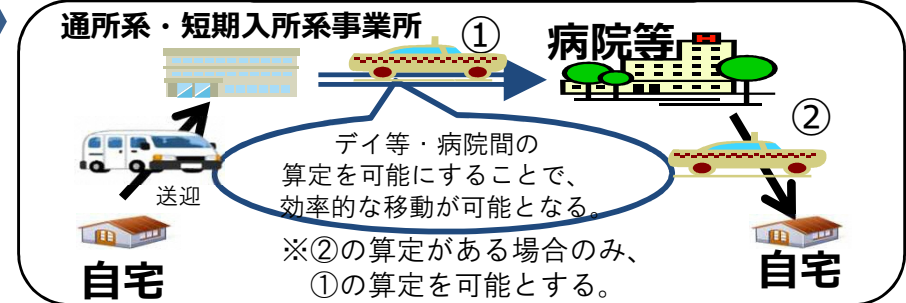 通所系・短期入所系事業所
①
病院等
②
デイ等・病院間の
算定を可能にすることで、
効率的な移動が可能となる。
送迎
※②の算定がある場合のみ、
①の算定を可能とする。
自宅
自宅